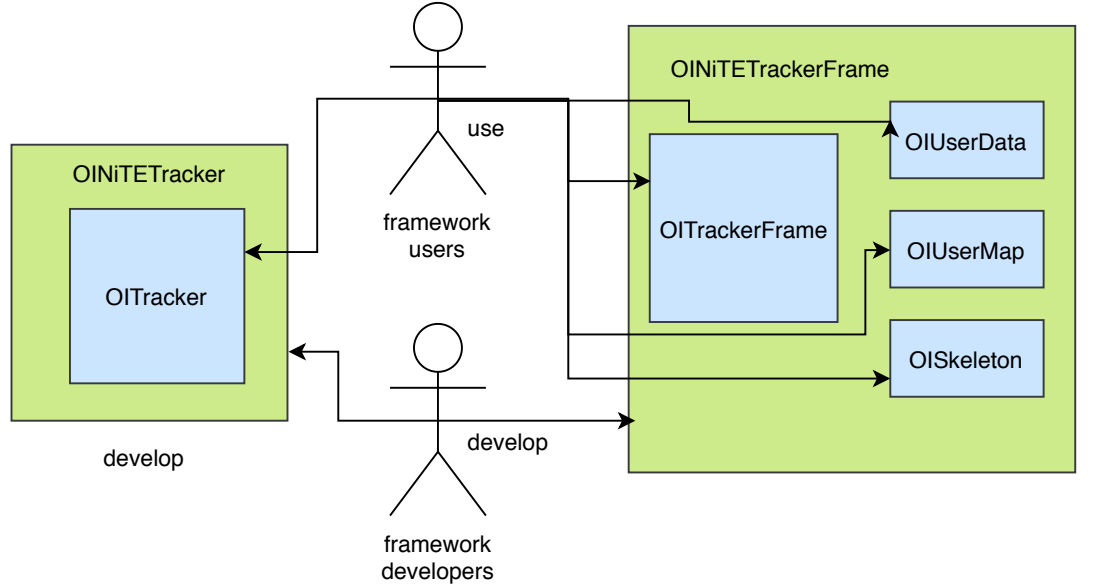 OINiTETrackerFrame
use
OIUserData
OINiTETracker
framework
users
OITrackerFrame
OIUserMap
OITracker
OISkeleton
develop
develop
framework
developers